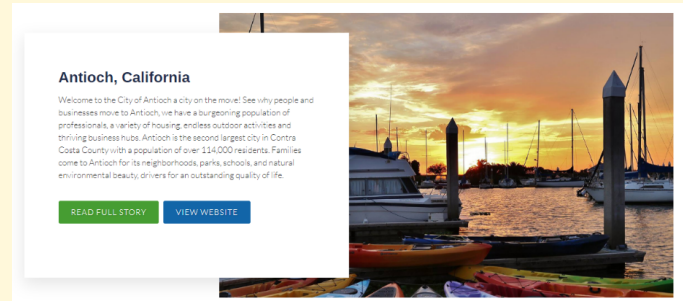 Antioch, California
Welcome to the City of Antioch a city on the move! See why people and
businesses move to Antioch, we have a burgeoning population of
professionals, a variety of housing, endless outdoor activities and
thriving business hubs. Antioch is the second largest city in Contra
Costa County with a population of over 114,000 residents. Families
come to Antioch for its neighborhoods, parks, schools, and natural
environmental beauty, drivers for an outstanding quality of life.
READ FULL STORY
VIEW WEBSITE